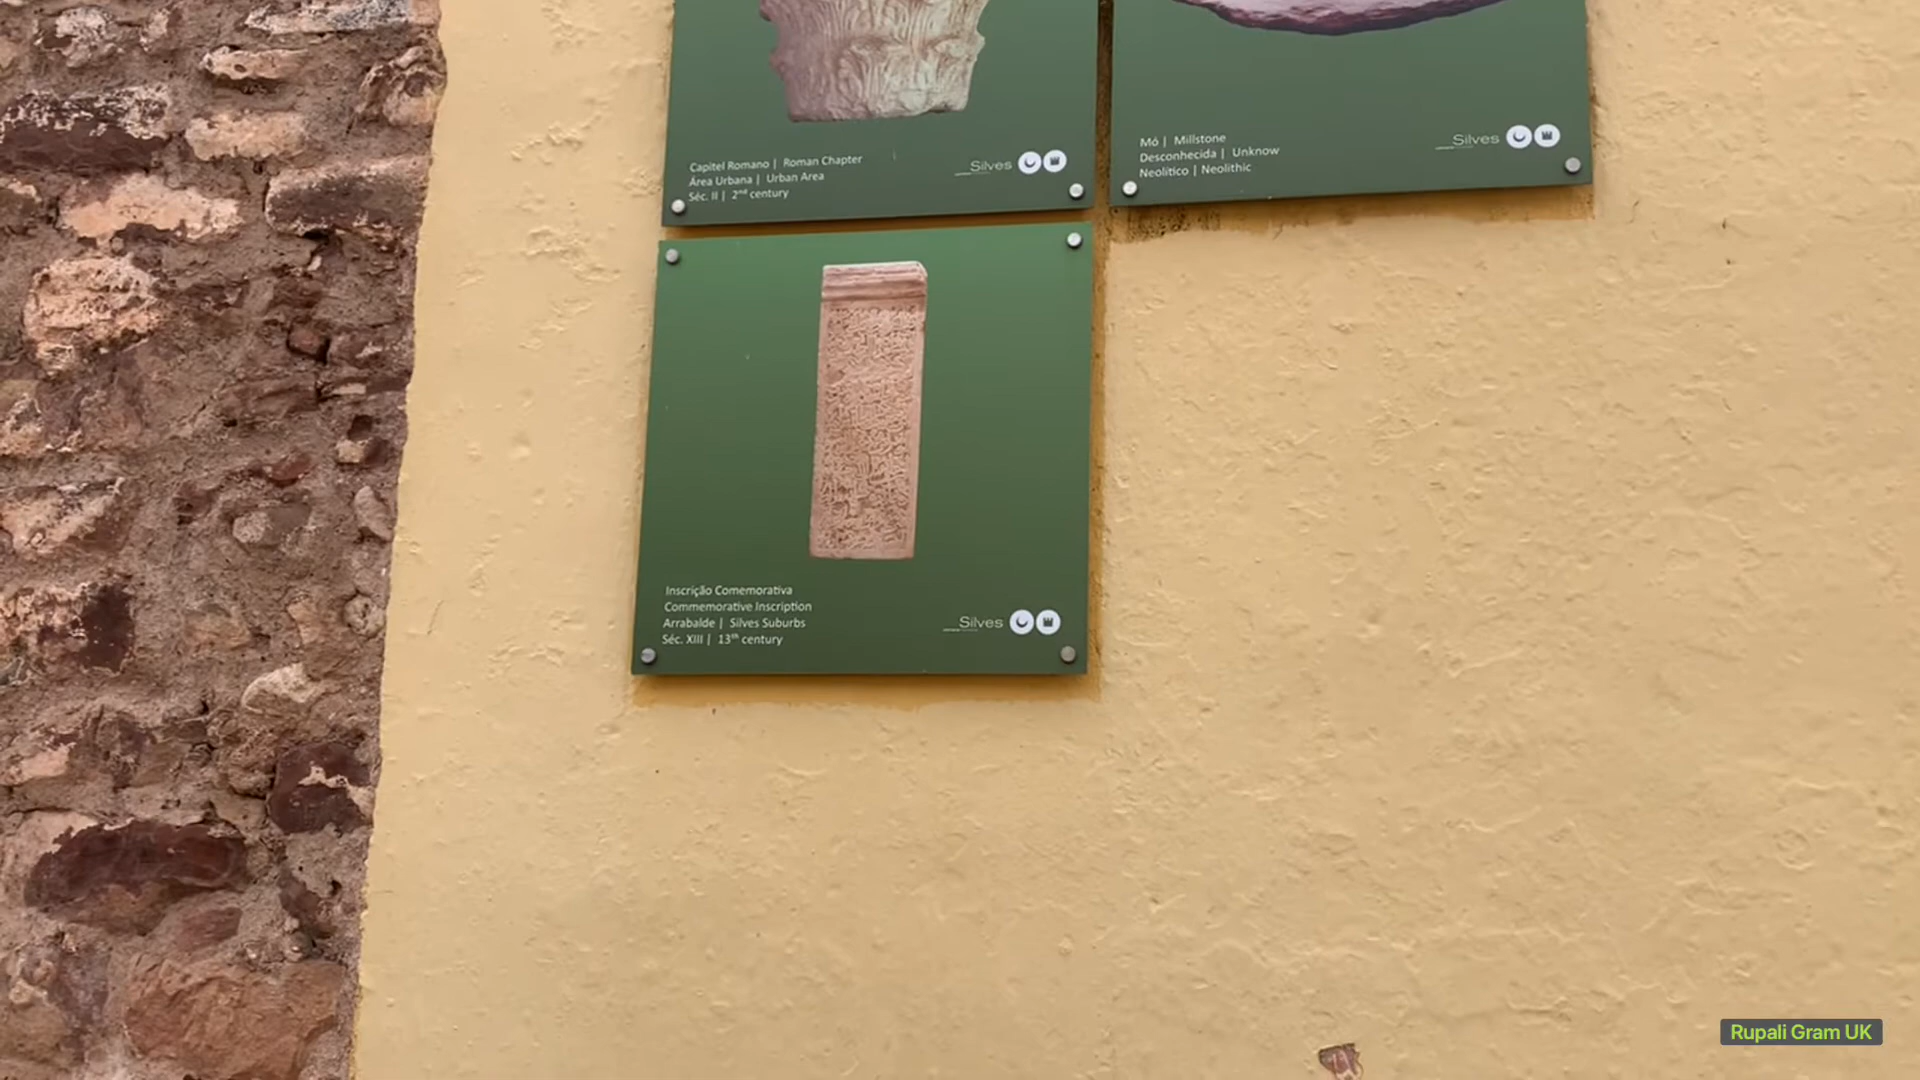 Capitel Romano | Roman Chapter
Área Urbana | Urban Area
Séc. II | 2nd century
Silves
Mó | Millstone
Desconhecida | Unknow
Neolítico | Neolithic
Silves
Inscrição Comemorativa
Commemorative Inscription
Arrabalde | Silves Suburbs
Séc. XIII | 13th century
Silves
Rupali Gram UK